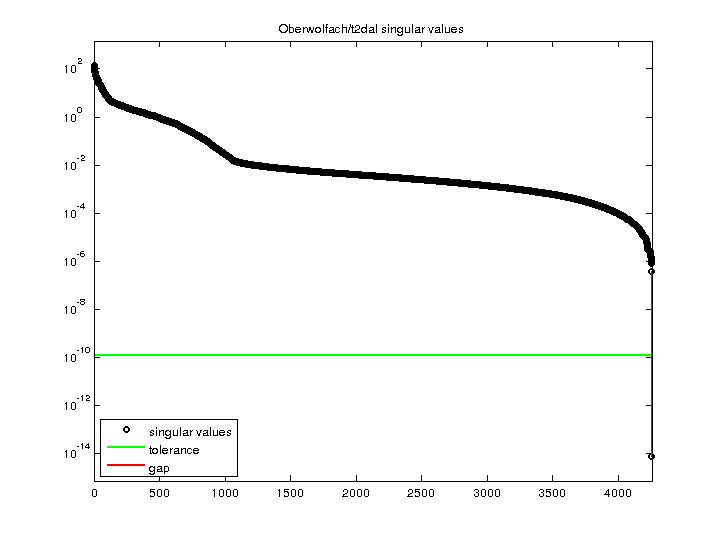 Oberwolfach/t2dal singular values
10^2
10^0
10^-2
10^-4
10^-6
10^-8
10^-10
10^-12
10^-14
singular values
tolerance
gap
0 500 1000 1500 2000 2500 3000 3500 4000